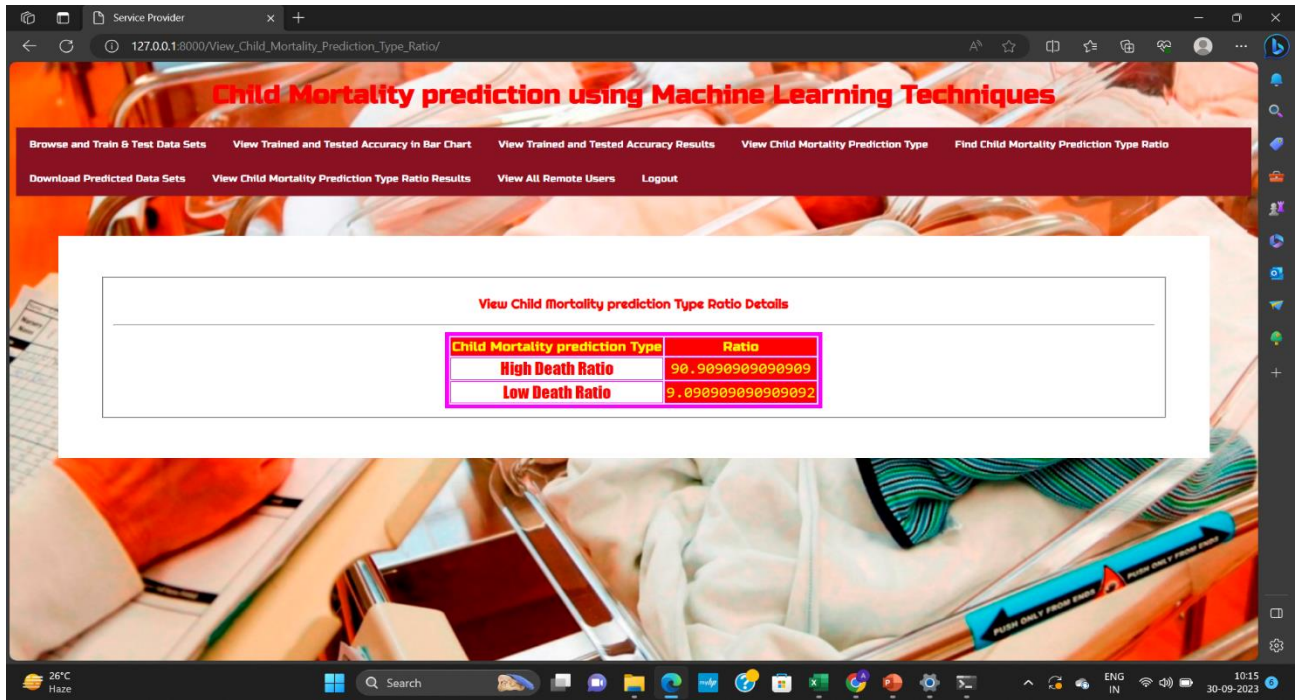 Service Provider
127.0.0.1:8000/View_Child_Mortality_Prediction_Type_Ratio/
Child Mortality prediction using Machine Learning Techniques
Browse and Train & Test Data Sets View Trained and Tested Accuracy in Bar Chart View Trained and Tested Accuracy Results View Child Mortality Prediction Type Find Child Mortality Prediction Type Ratio
Download Predicted Data Sets View Child Mortality Prediction Type Ratio Results View All Remote Users Logout
View Child Mortality prediction Type Ratio Details
Child Mortality prediction Type Ratio
High Death Ratio 90.9090909090909
Low Death Ratio 9.090909090909092
PUSH ONLY FROM ENDS PUSH ONLY FROM ENDS
26°C
Haze
Search
ENG
IN
10:15
30-09-2023
6